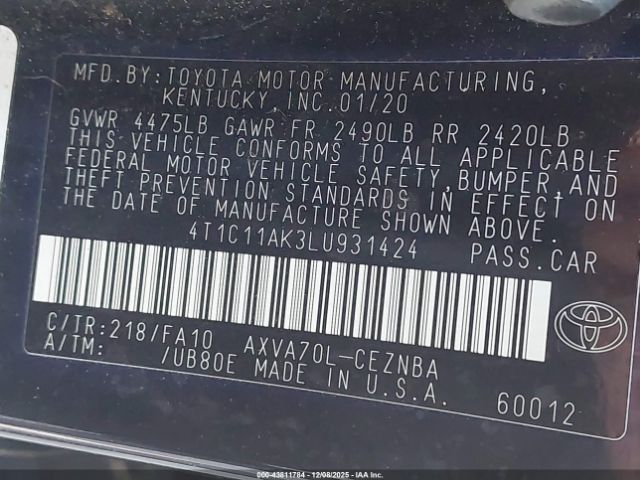 MFD.BY:TOYOTA MOTOR MANUFACTURING,
KENTUCKY,INC.01/20
GVWR 4475LB GAWR FR 2490LB RR 2420LB
THIS VEHICLE CONFORMS TO ALL APPLICABLE
FEDERAL MOTOR VEHICLE SAFETY,BUMPER,AND
THEFT PREVENTION STANDARDS IN EFFECT ON
THE DATE OF MANUFACTURE SHOWN ABOVE.
4T1C11AK3LU931424 PASS.CAR
C/TR:218/FA10 AXVA70L-CEZNBA
A/TM: /UB80E MADE IN U.S.A.
60012
000-43811784 12/08/2025 - IAA, Inc.